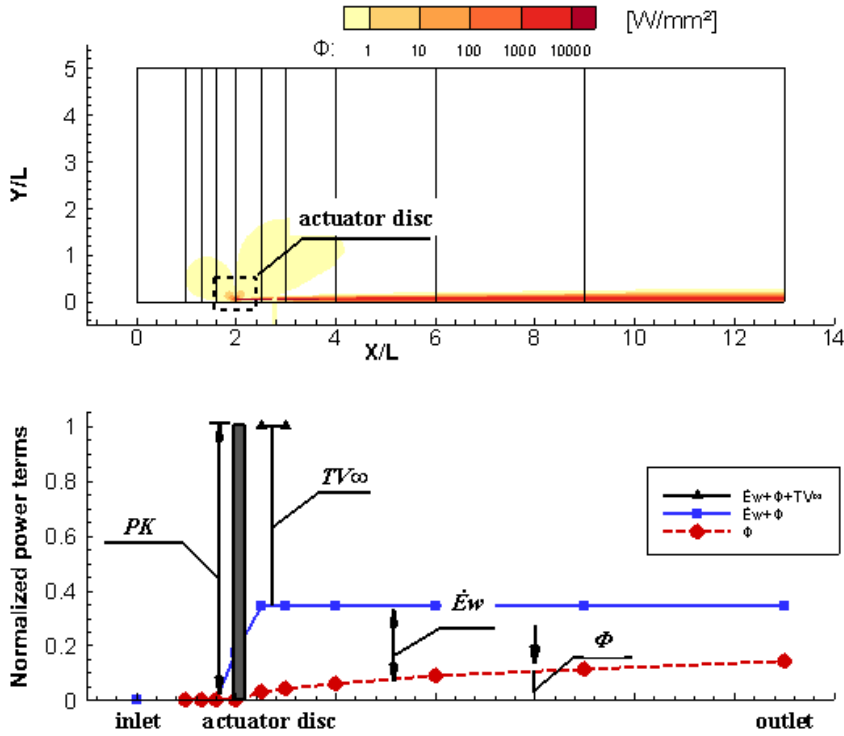 [W/mm²]
Φ: 1 10 100 1000 10000
5
4
3
2
1
0
Y/L
actuator disc
0 2 4 6 8 10 12 14
X/L
1
0.8
0.6
0.4
0.2
0
Normalized power terms
PK
TV∞
Ėw
Φ
Ėw+Φ+TV∞
Ėw+Φ
Φ
inlet actuator disc outlet